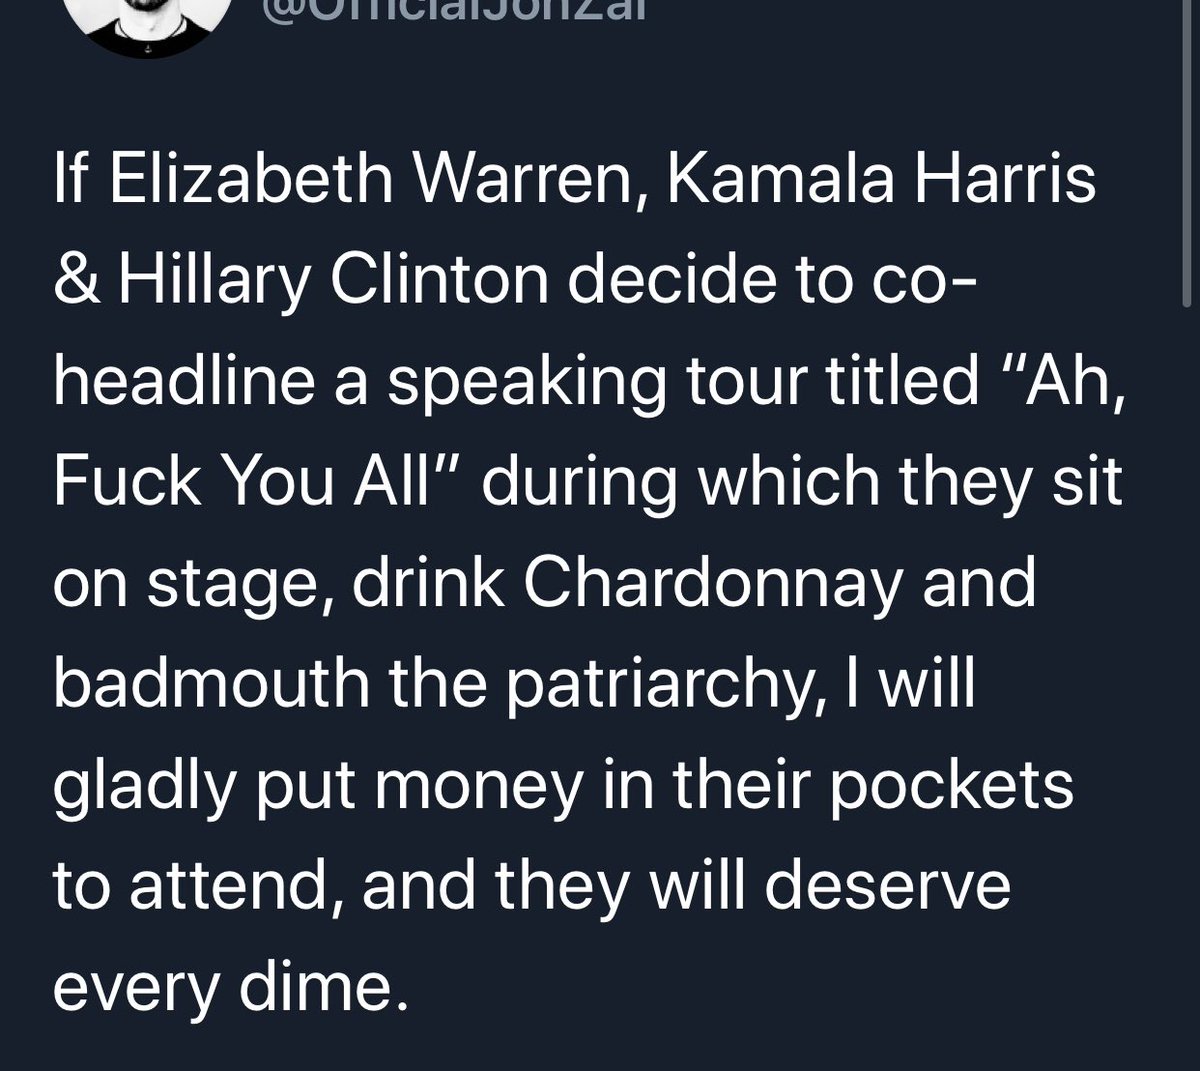 @OfficialJonZal
If Elizabeth Warren, Kamala Harris
& Hillary Clinton decide to co-
headline a speaking tour titled “Ah,
Fuck You All” during which they sit
on stage, drink Chardonnay and
badmouth the patriarchy, I will
gladly put money in their pockets
to attend, and they will deserve
every dime.